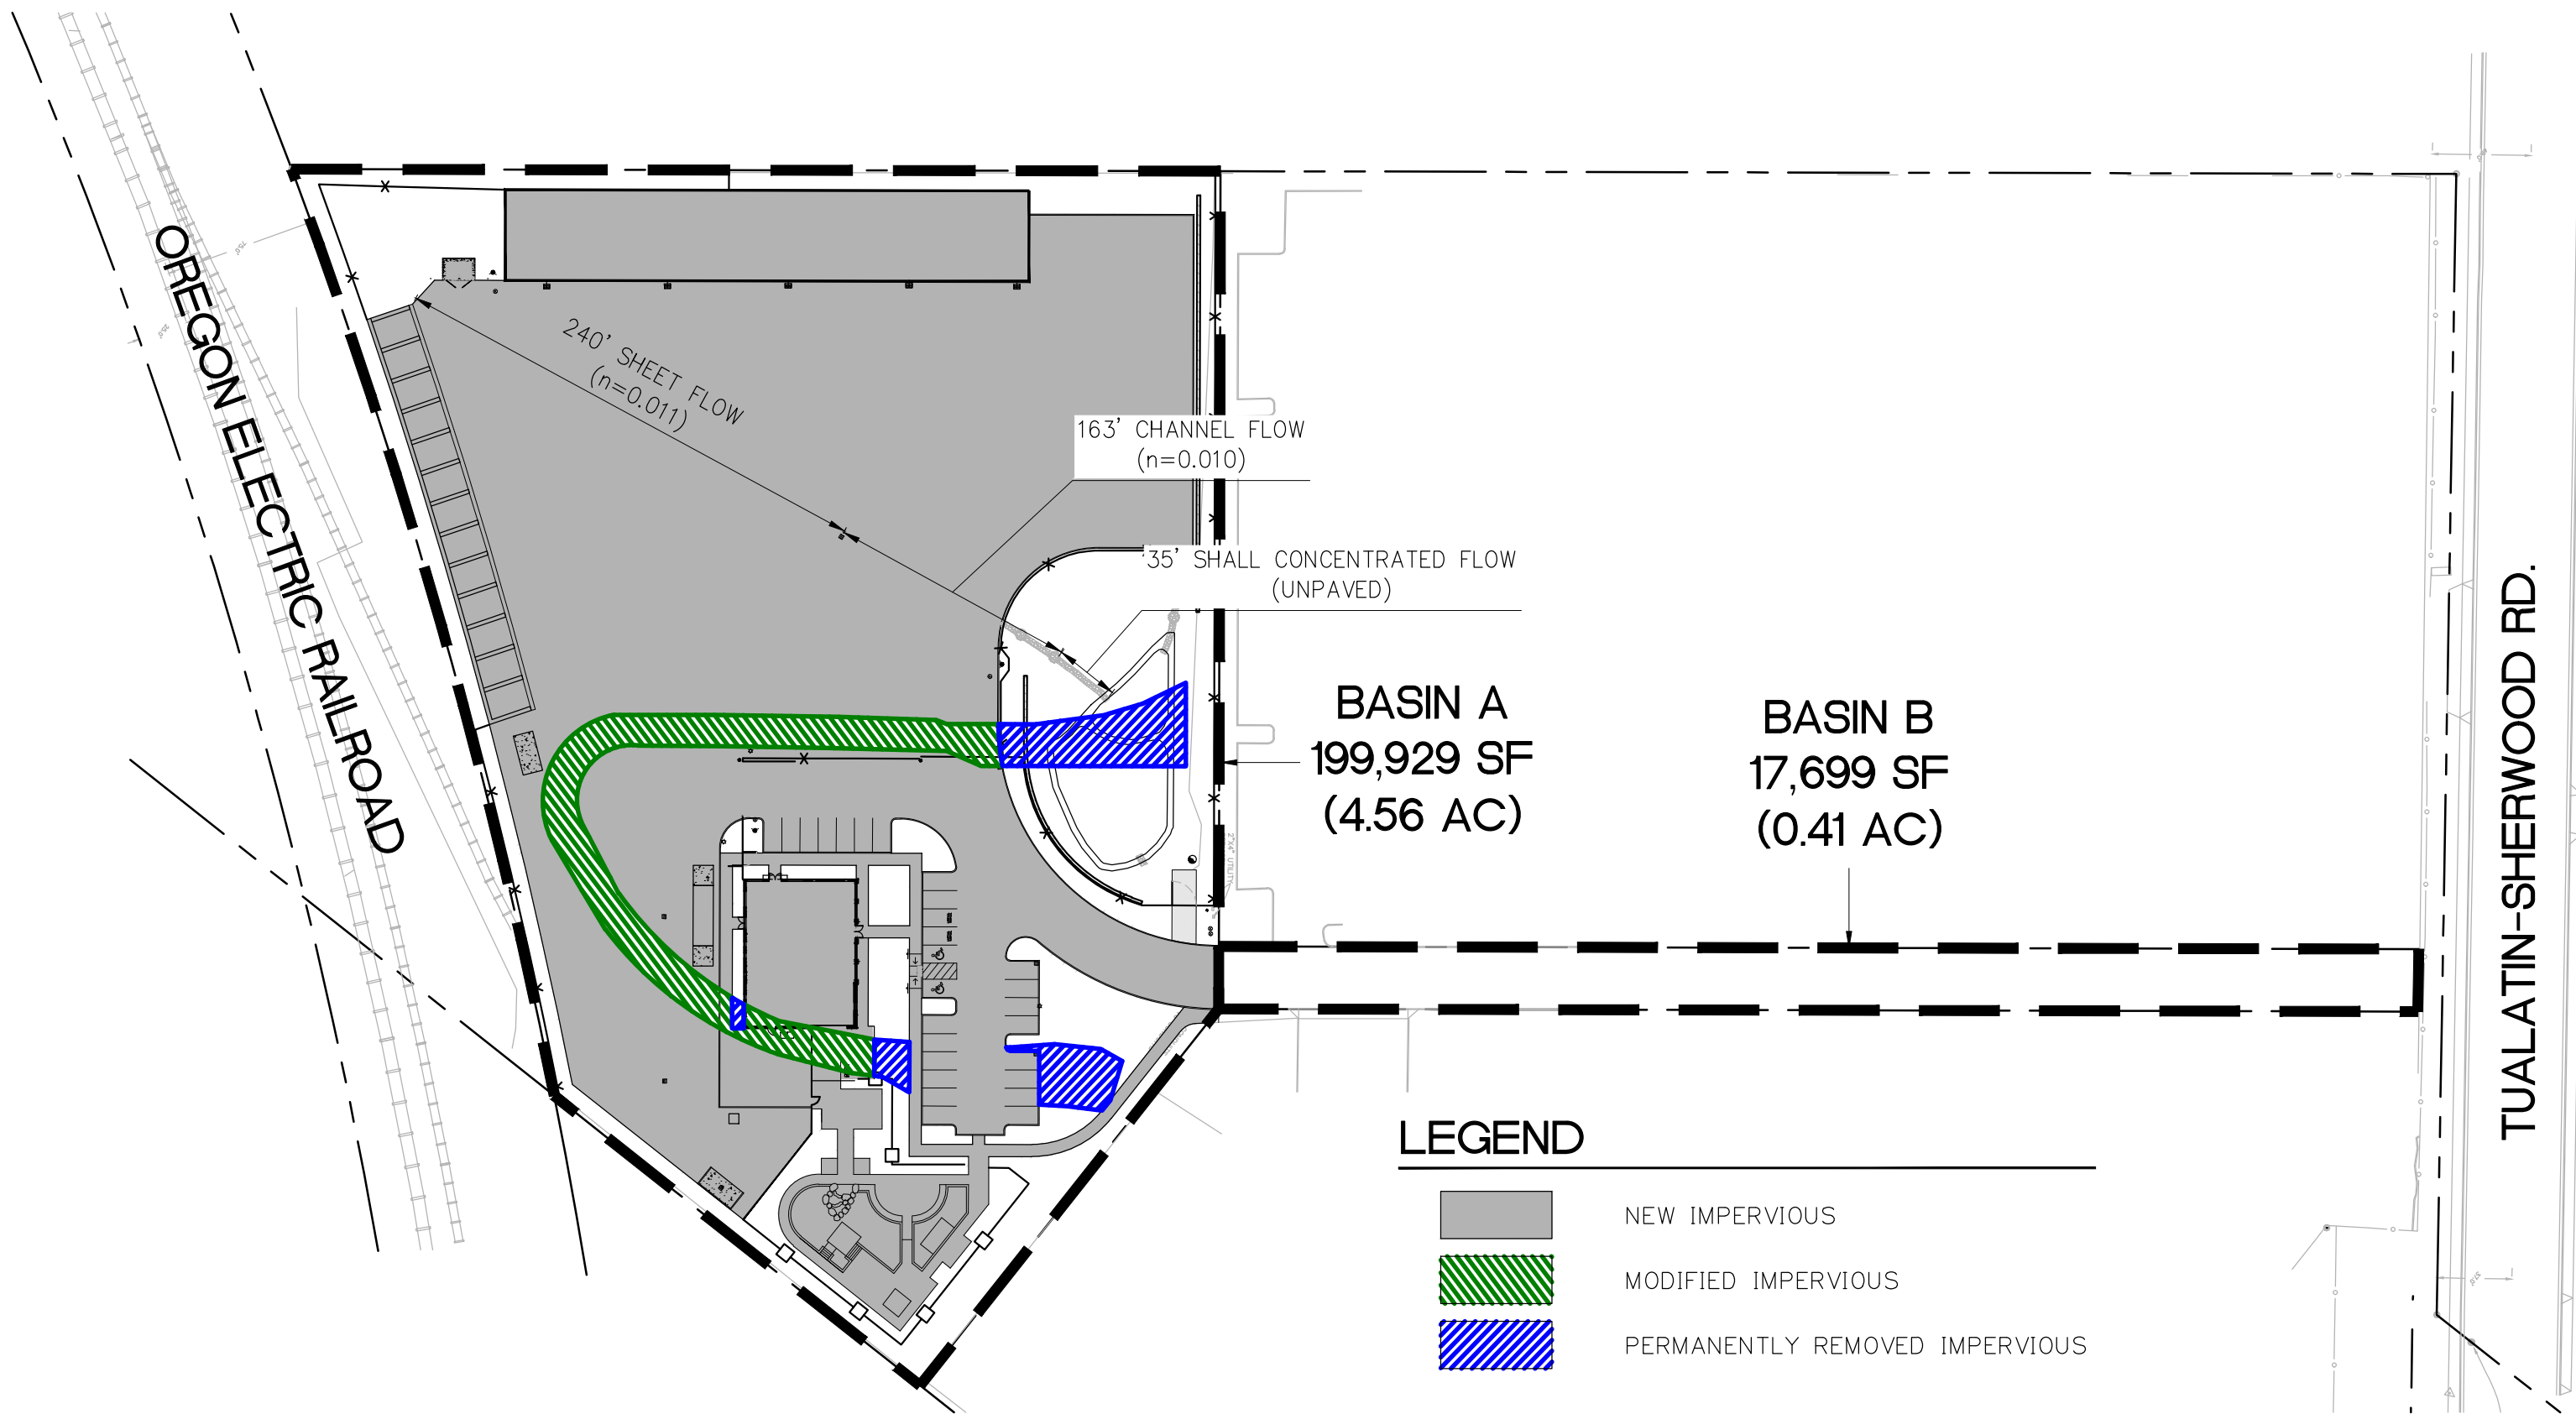 OREGON ELECTRIC RAILROAD
240' SHEET FLOW
(n=0.011)
163' CHANNEL FLOW
(n=0.010)
35' SHALL CONCENTRATED FLOW
(UNPAVED)
BASIN A
199,929 SF
(4.56 AC)
BASIN B
17,699 SF
(0.41 AC)
TUALATIN-SHERWOOD RD.
LEGEND
NEW IMPERVIOUS
MODIFIED IMPERVIOUS
PERMANENTLY REMOVED IMPERVIOUS